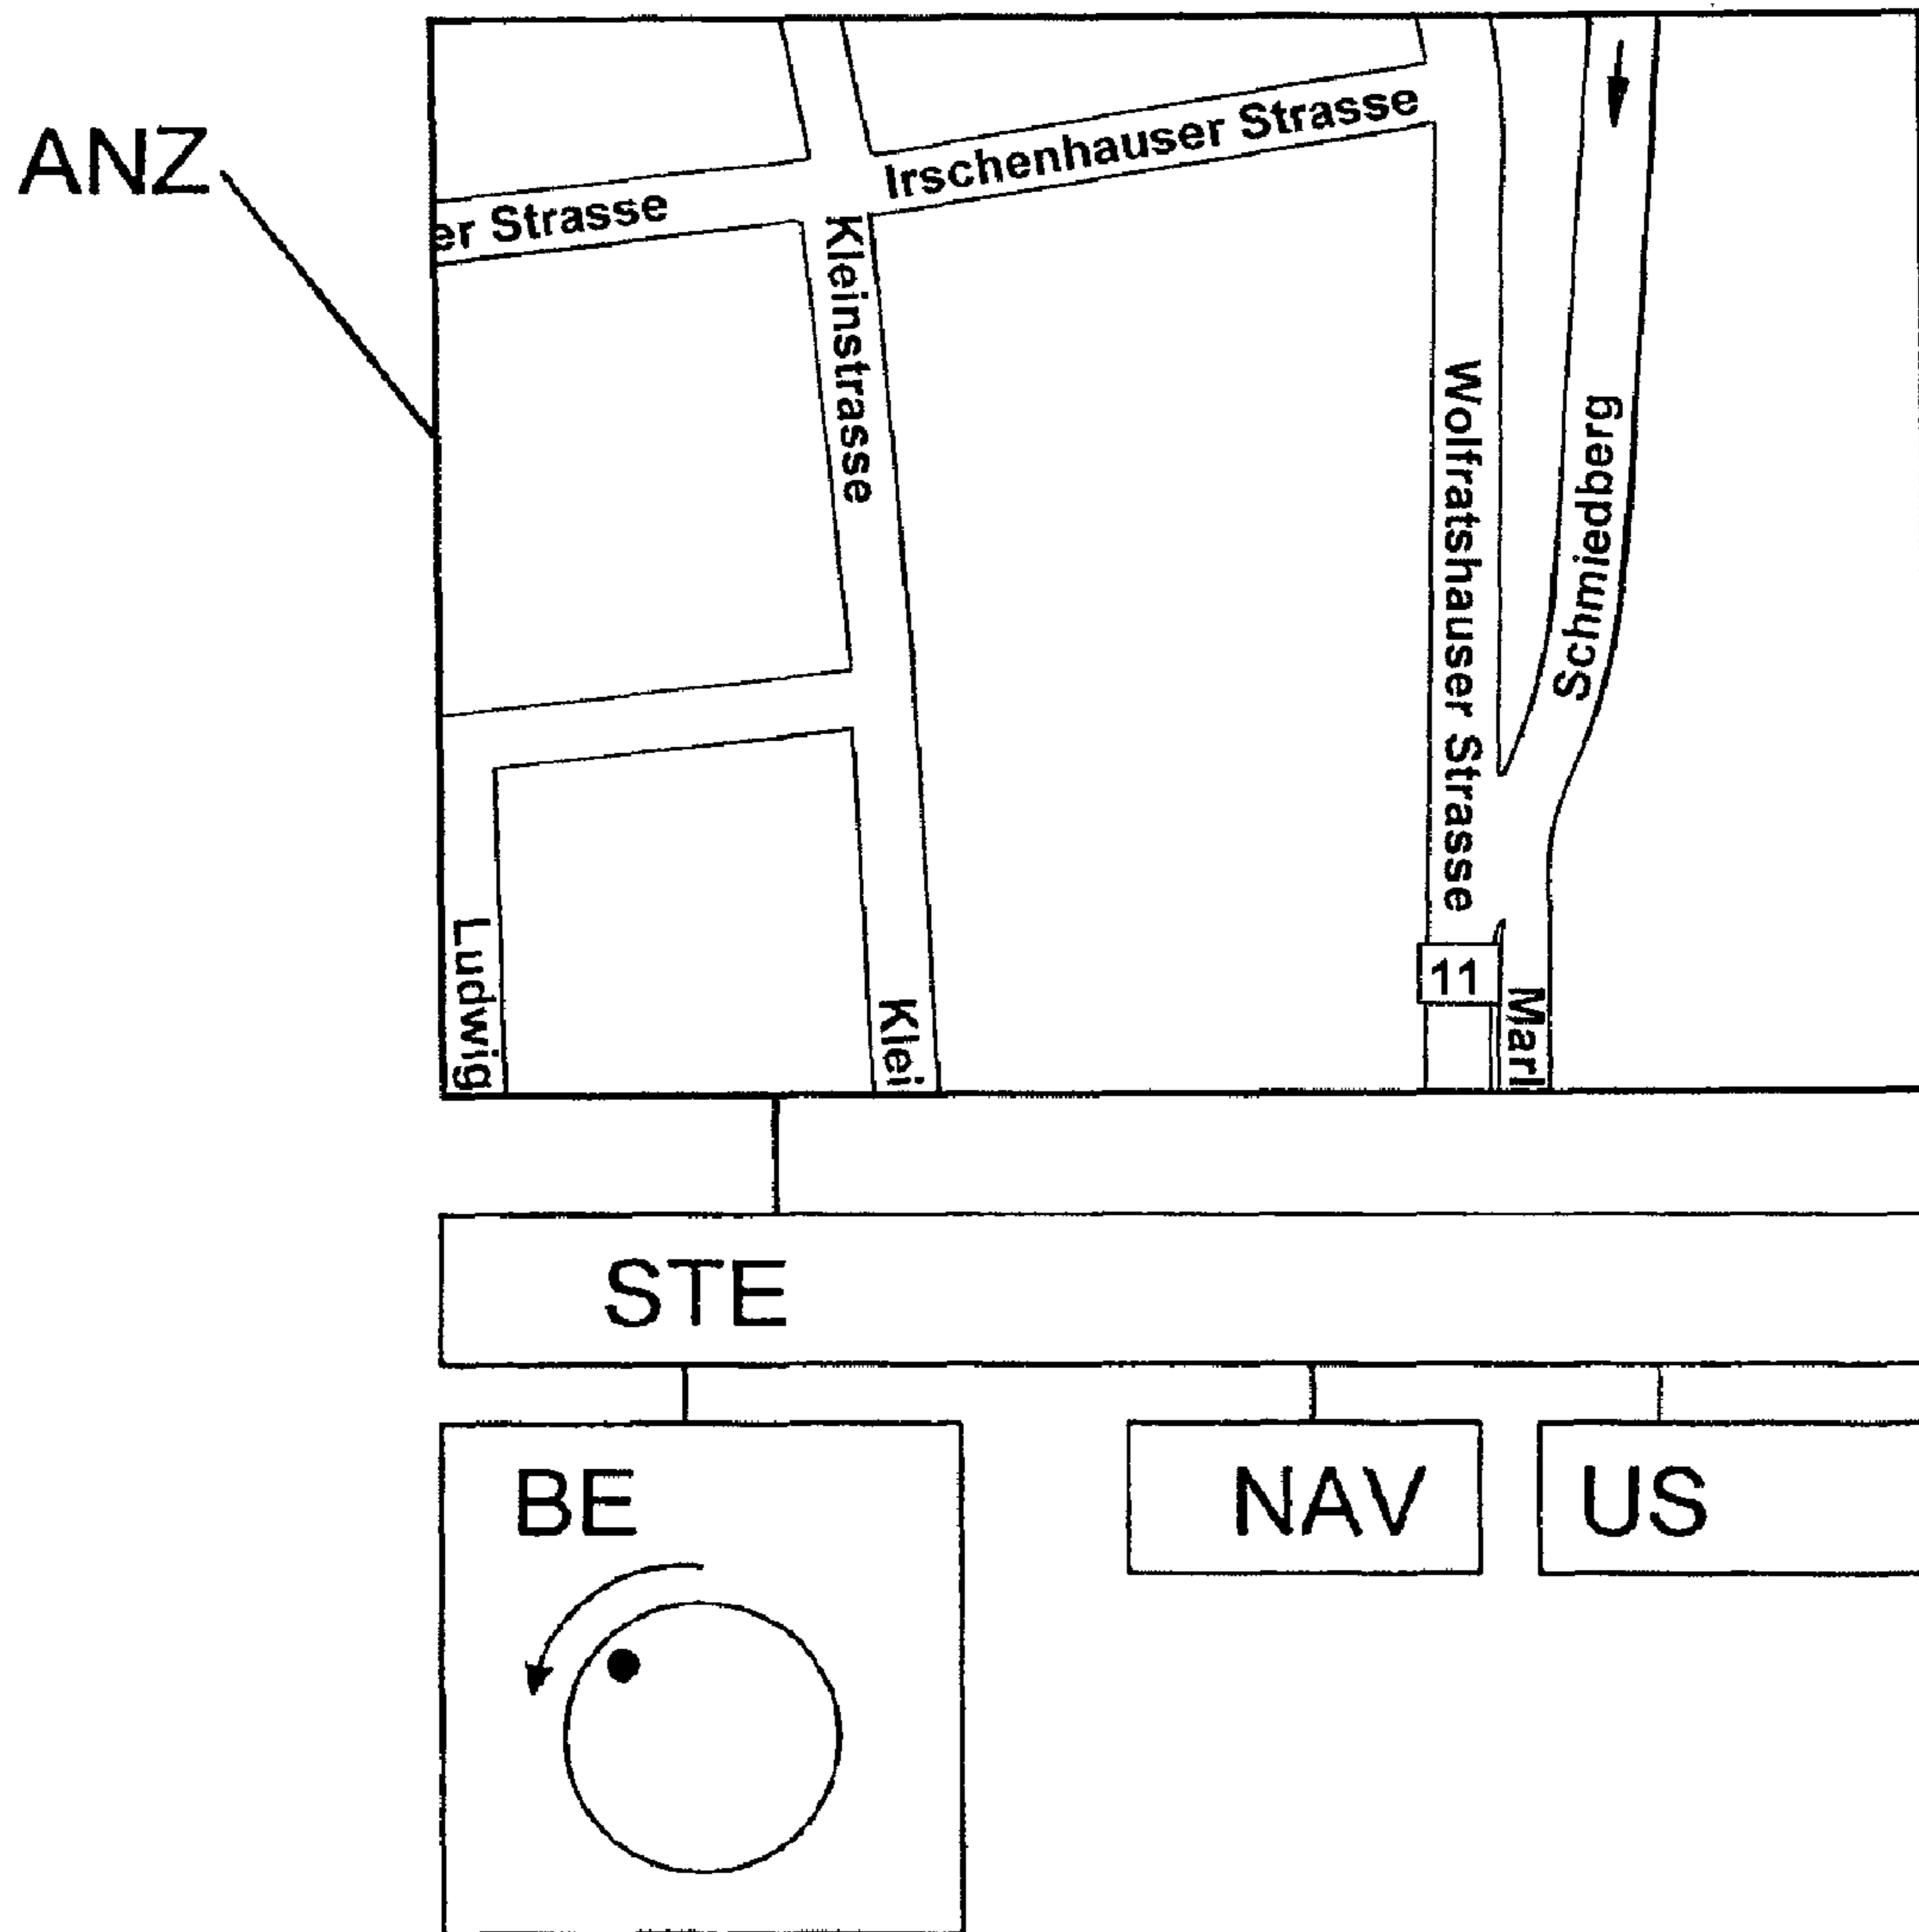 ANZ
er Strasse
Irschenhauser Strasse
Kleinstrasse
Wolfratshauser Strasse
Schmiedberg
Ludwig
Klei
11
Marl
STE
BE
NAV
US